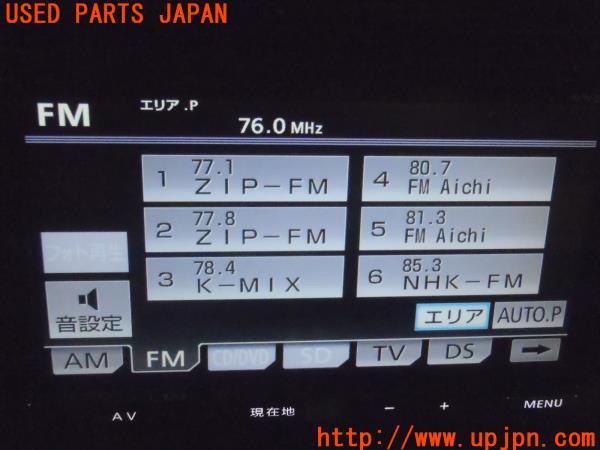 USED PARTS JAPAN
FM
エリア.P
76.0 MHz
1 77.1 ZIP-FM
4 80.7 FM Aichi
2 77.8 ZIP-FM
5 81.3 FM Aichi
3 78.4 K-MIX
6 85.3 NHK-FM
フォト再生
音設定
エリア
AUTO.P
AM
FM
CD/DVD
SD
TV
DS
AV
現在地
-
+
MENU
http://www.upjpn.com